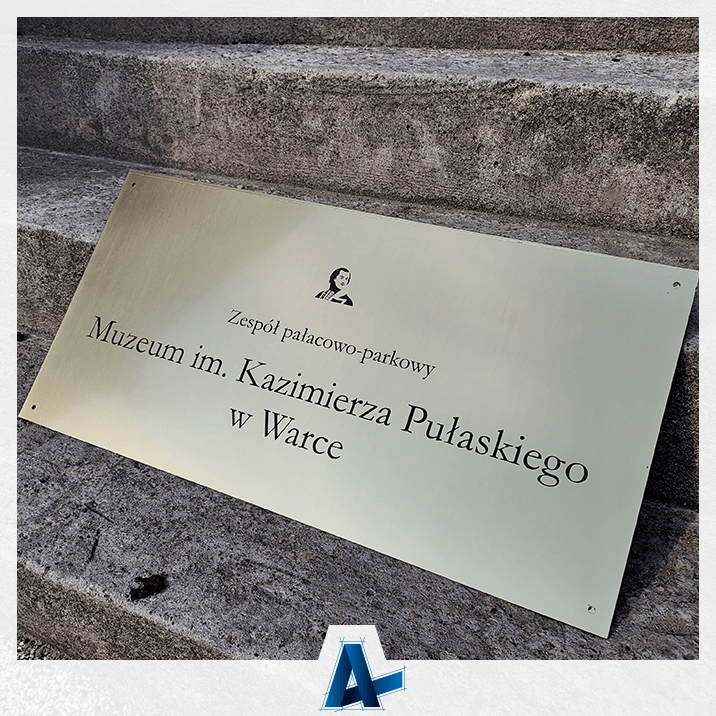 Zespół pałacowo-parkowy
Muzeum im. Kazimierza Pułaskiego
w Warce
A